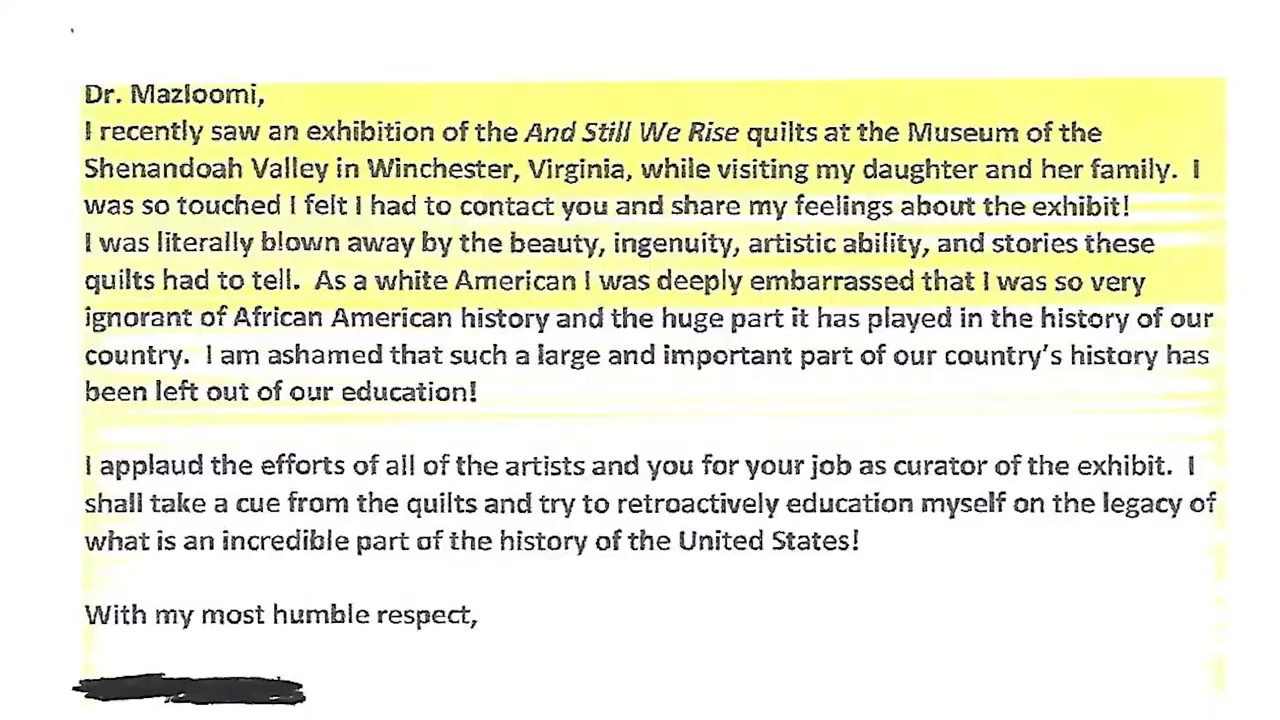 Dr. Mazloomi,
I recently saw an exhibition of the And Still We Rise quilts at the Museum of the
Shenandoah Valley in Winchester, Virginia, while visiting my daughter and her family.  I
was so touched I felt I had to contact you and share my feelings about the exhibit!
I was literally blown away by the beauty, ingenuity, artistic ability, and stories these
quilts had to tell.  As a white American I was deeply embarrassed that I was so very
ignorant of African American history and the huge part it has played in the history of our
country.  I am ashamed that such a large and important part of our country's history has
been left out of our education!
I applaud the efforts of all of the artists and you for your job as curator of the exhibit.  I
shall take a cue from the quilts and try to retroactively education myself on the legacy of
what is an incredible part of the history of the United States!
With my most humble respect,